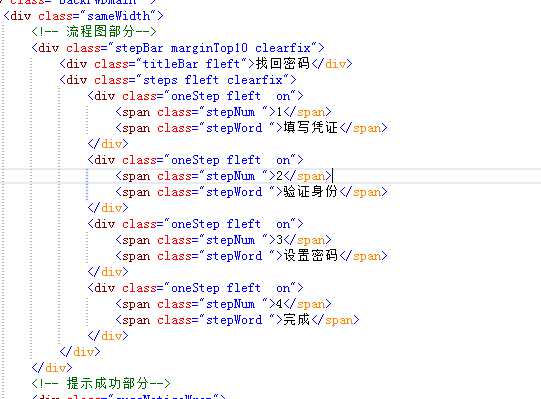 <div class="sameWidth">
<!-- 流程图部分-->
<div class="stepBar marginTop10 clearfix">
<div class="titleBar fleft">找回密码</div>
<div class="steps fleft clearfix">
<div class="oneStep fleft  on">
<span class="stepNum ">1</span>
<span class="stepWord ">填写凭证</span>
</div>
<div class="oneStep fleft  on">
<span class="stepNum ">2</span>
<span class="stepWord ">验证身份</span>
</div>
<div class="oneStep fleft  on">
<span class="stepNum ">3</span>
<span class="stepWord ">设置密码</span>
</div>
<div class="oneStep fleft  on">
<span class="stepNum ">4</span>
<span class="stepWord ">完成</span>
</div>
</div>
</div>
<!-- 提示成功部分-->